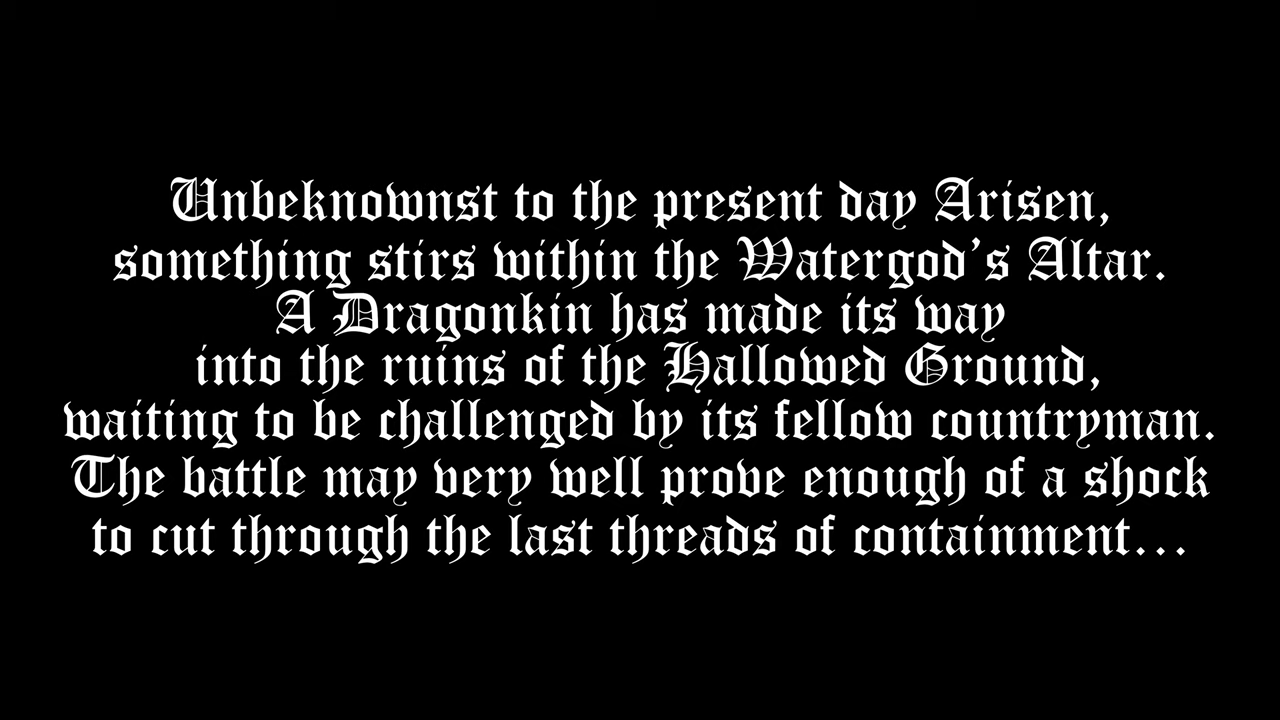 Unbeknownst to the present day Arisen,
something stirs within the Watergod's Altar.
A Dragonkin has made its way
into the ruins of the Hallowed Ground,
waiting to be challenged by its fellow countryman.
The battle may very well prove enough of a shock
to cut through the last threads of containment...